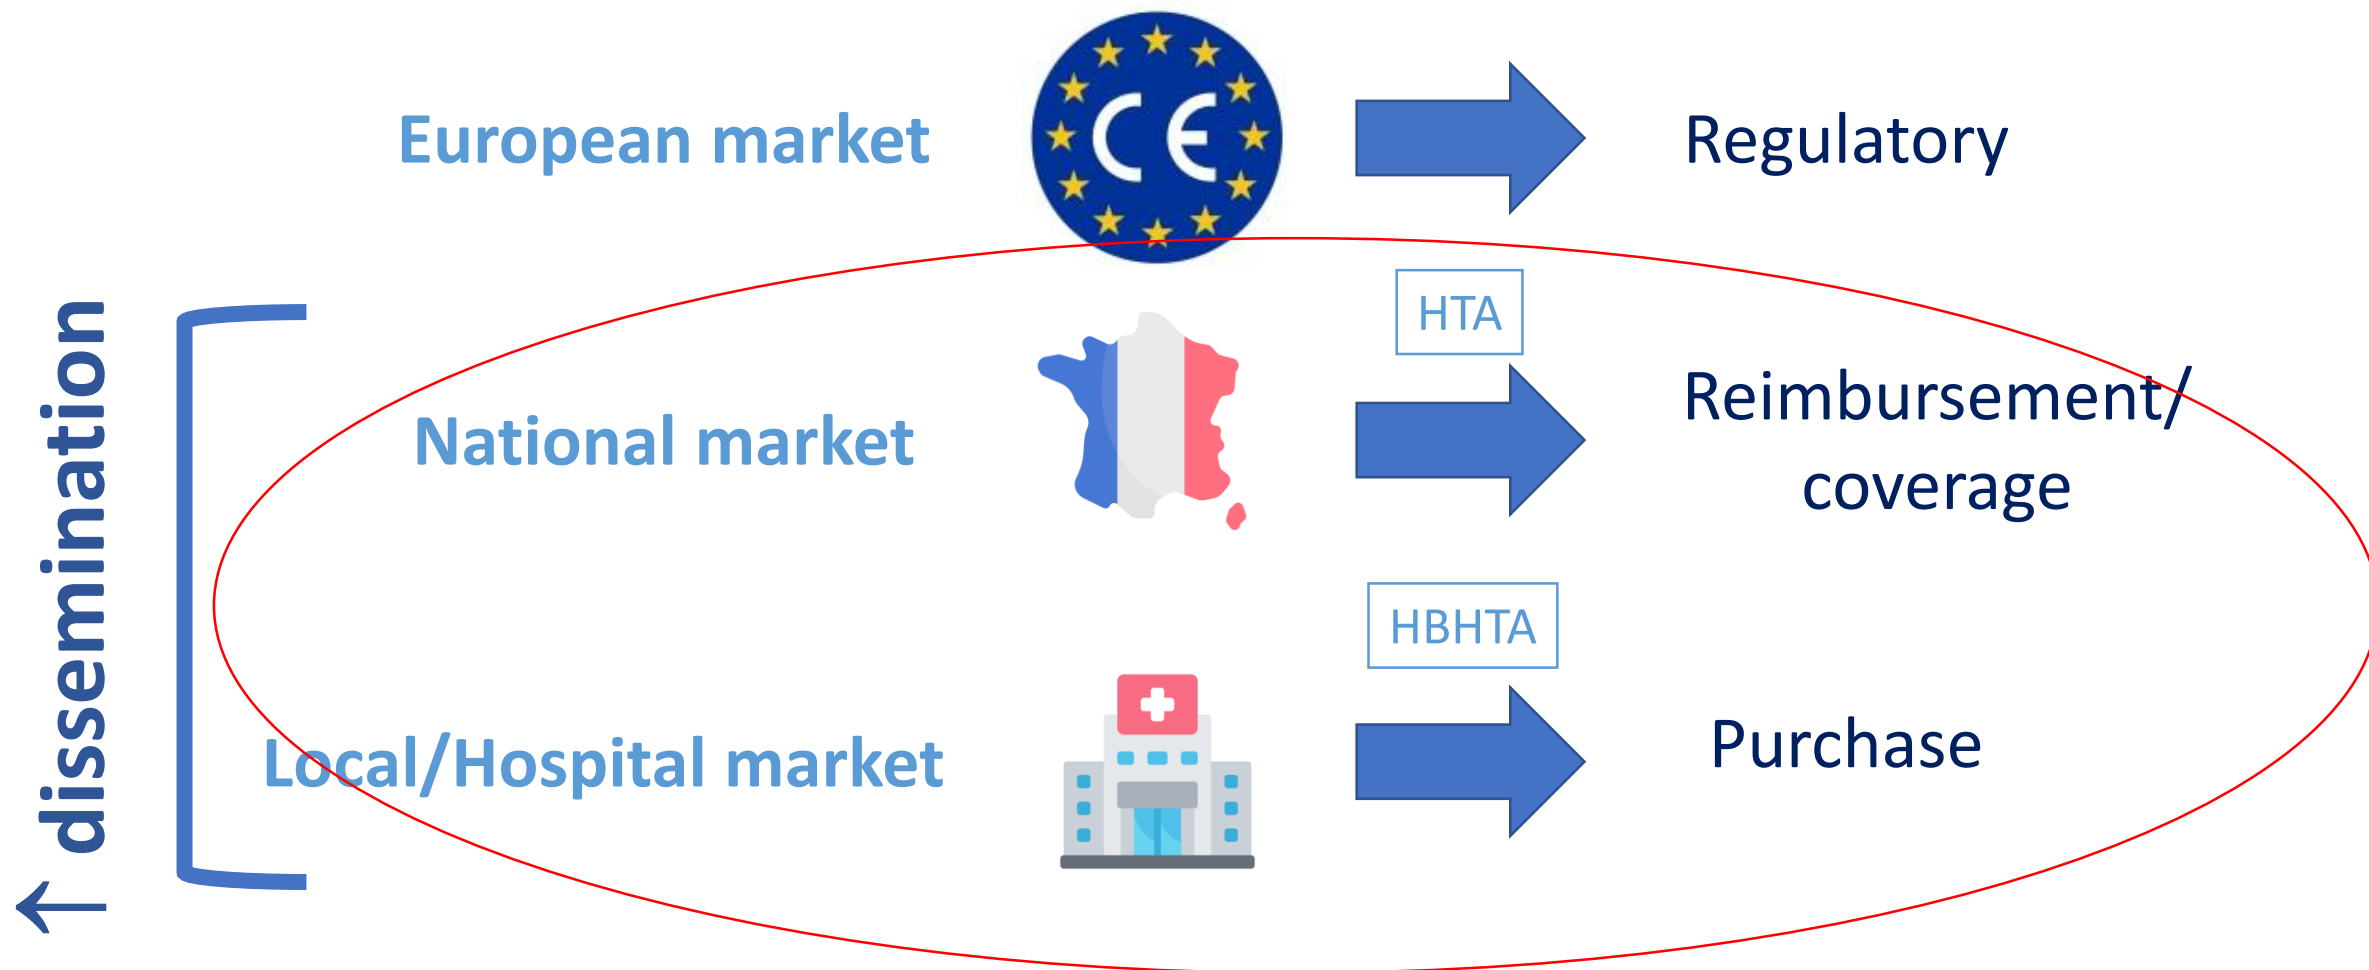 European market
CE
Regulatory
↑ dissemination
HTA
National market
Reimbursement/
coverage
HBHTA
Local/Hospital market
Purchase